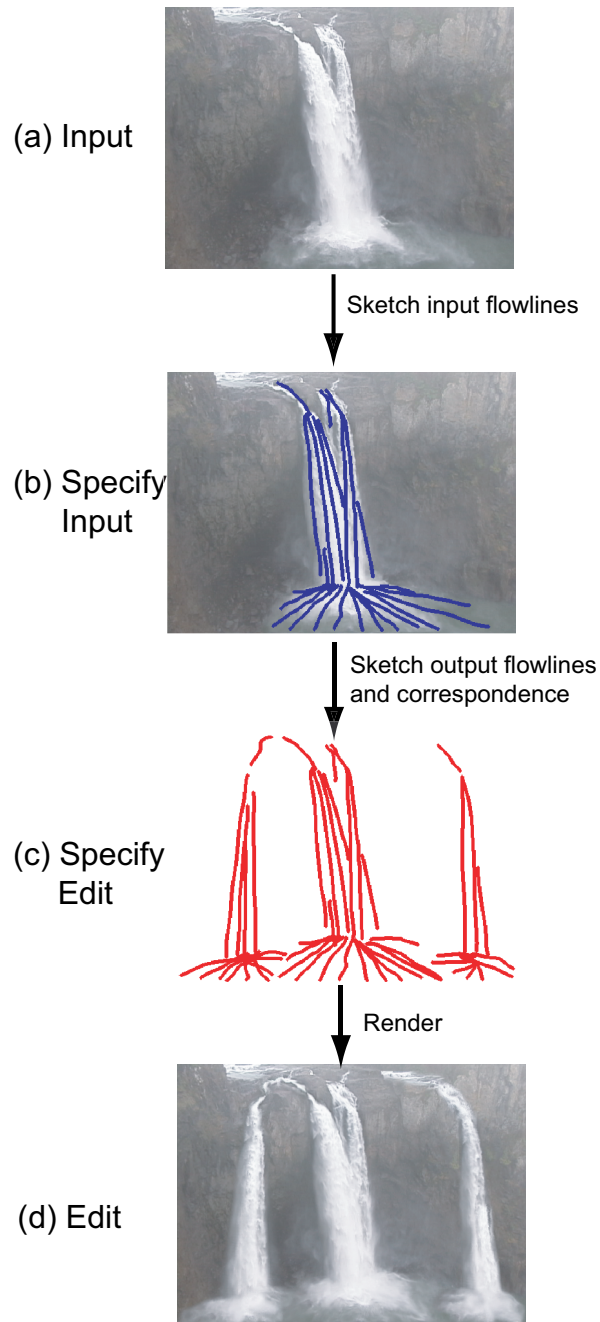 (a) Input
Sketch input flowlines
(b) Specify
Input
Sketch output flowlines
and correspondence
(c) Specify
Edit
Render
(d) Edit